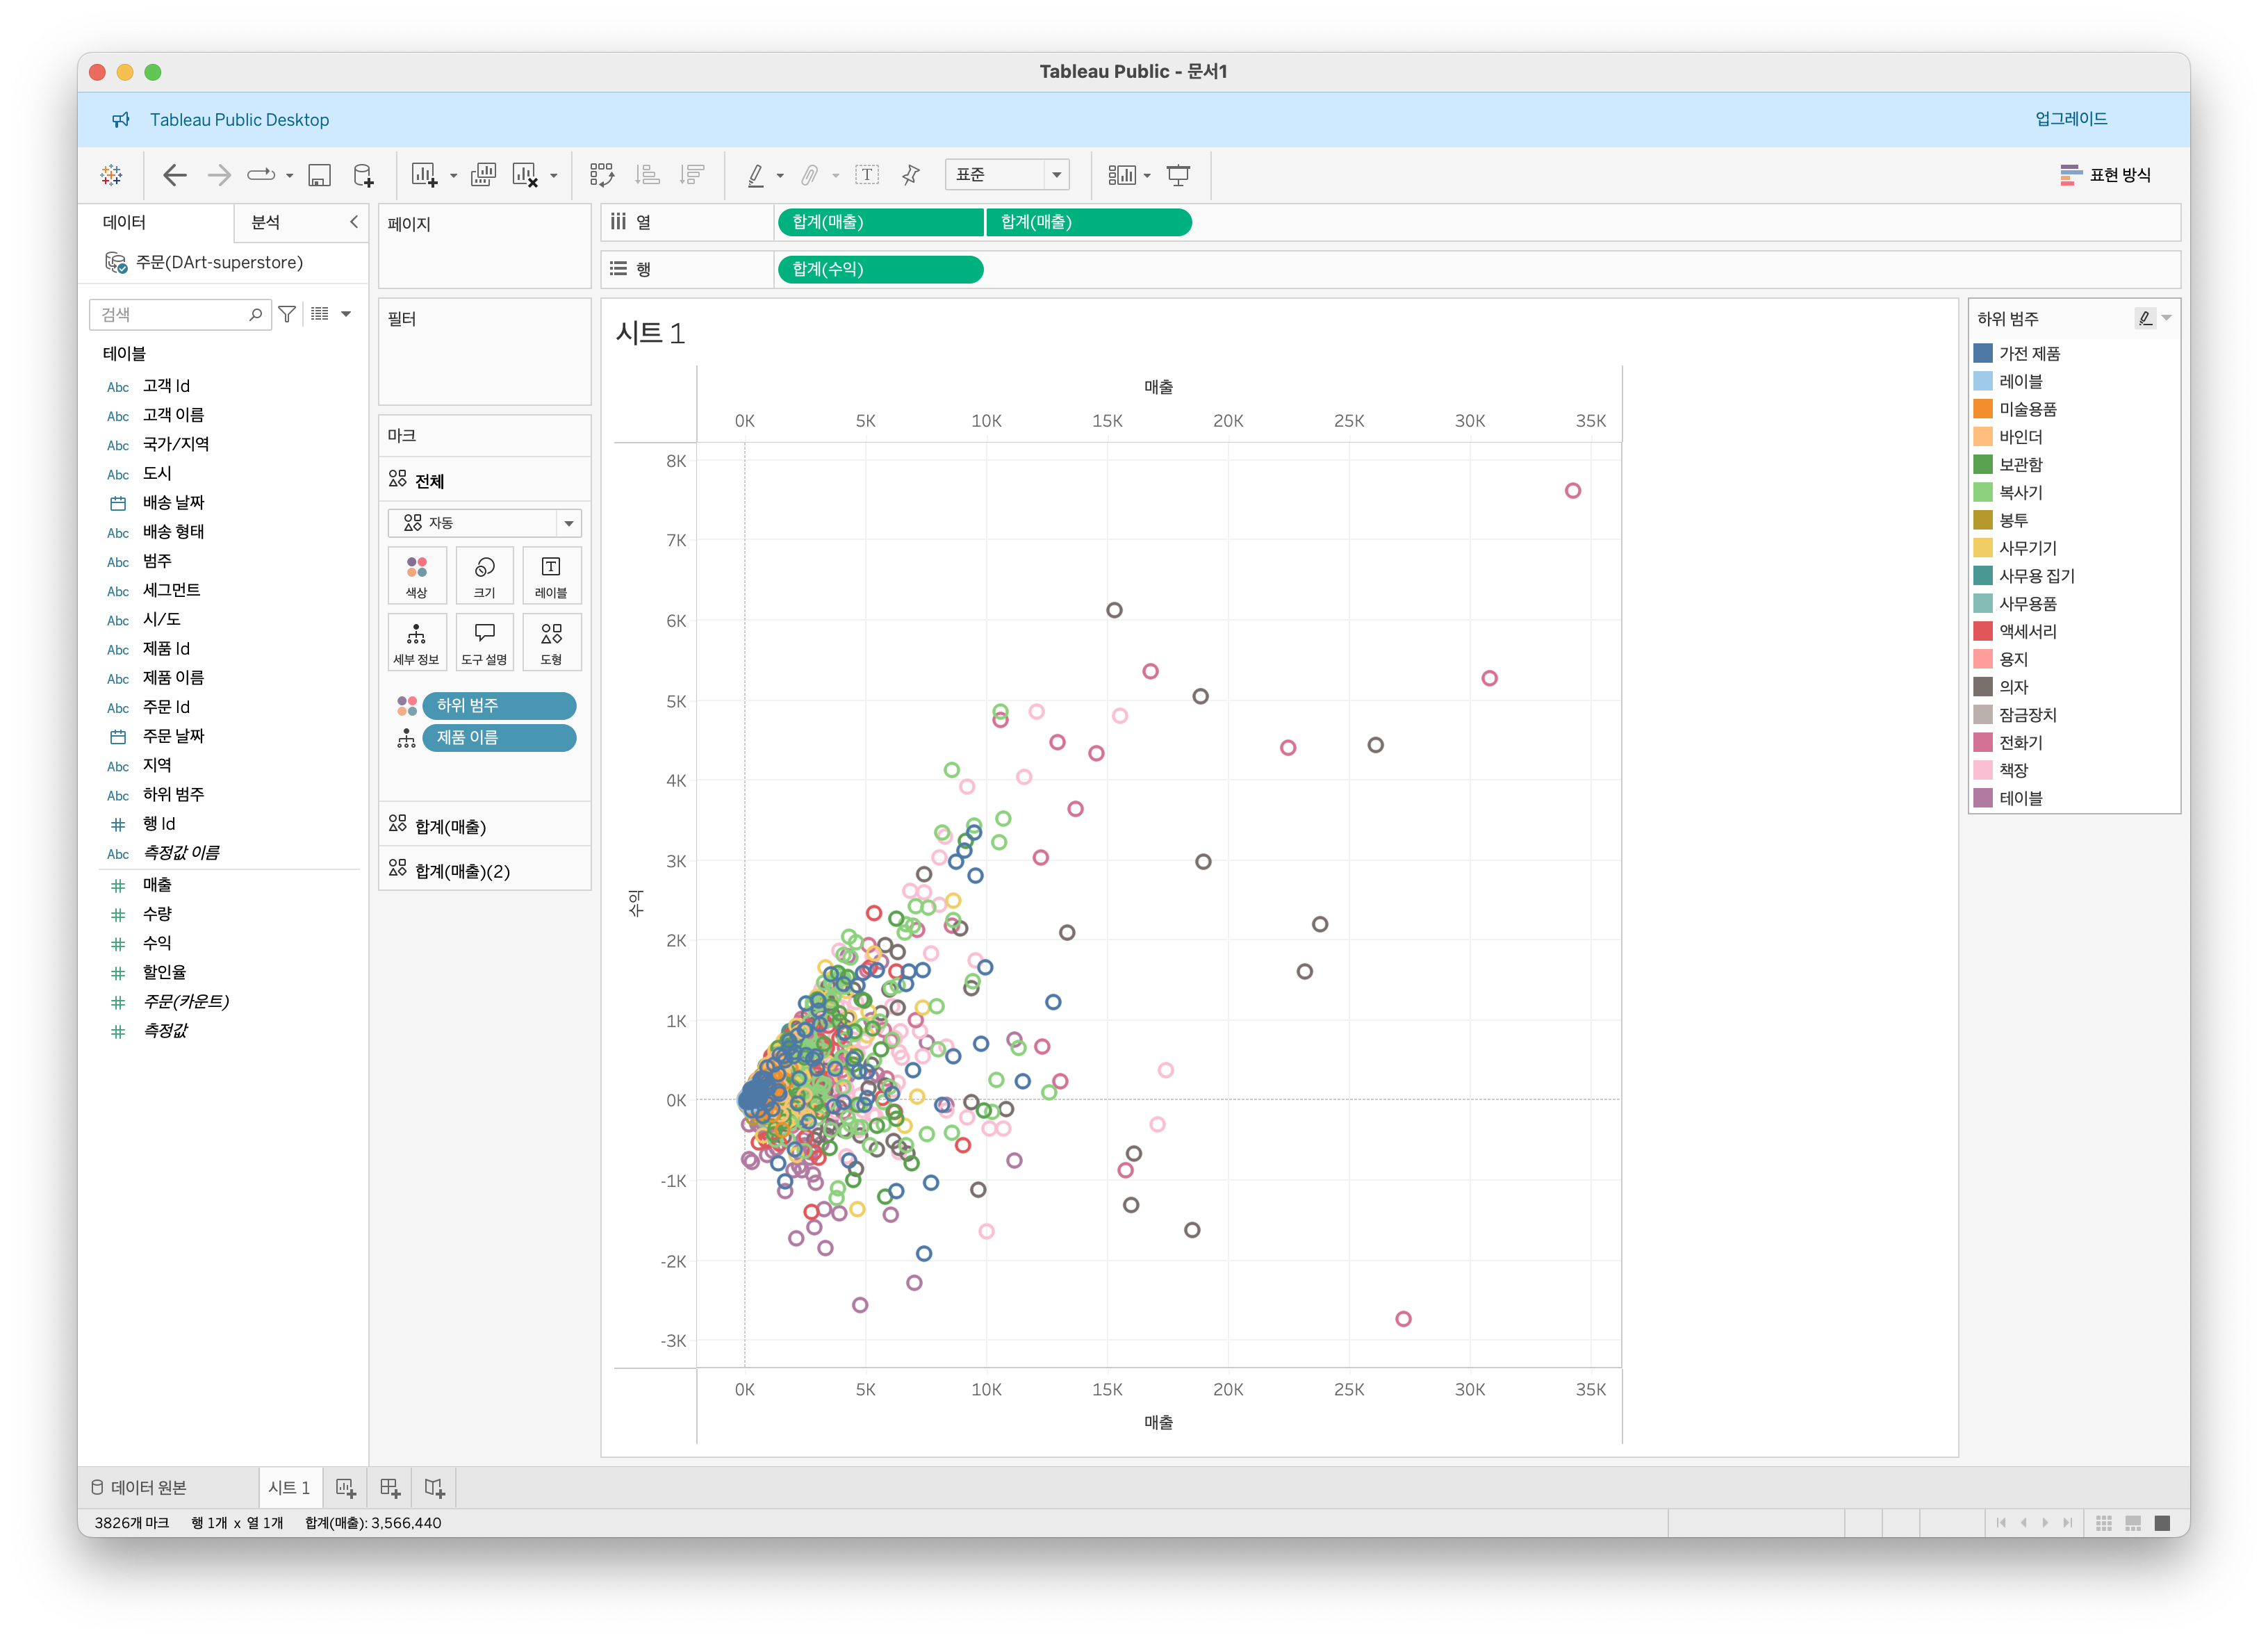 Tableau Public - 문서1
Tableau Public Desktop
업그레이드
표준
표현 방식
데이터
분석
주문(DArt-superstore)
검색
테이블
Abc 고객 Id
Abc 고객 이름
Abc 국가/지역
Abc 도시
배송 날짜
Abc 배송 형태
Abc 범주
Abc 세그먼트
Abc 시/도
Abc 제품 Id
Abc 제품 이름
Abc 주문 Id
주문 날짜
Abc 지역
Abc 하위 범주
# 행 Id
Abc 측정값 이름
# 매출
# 수량
# 수익
# 할인율
# 주문(카운트)
# 측정값
페이지
필터
마크
전체
자동
색상
크기
레이블
세부 정보
도구 설명
도형
하위 범주
제품 이름
합계(매출)
합계(매출)(2)
열
합계(매출)
합계(매출)
행
합계(수익)
시트 1
매출
0K 5K 10K 15K 20K 25K 30K 35K
수익
8K
7K
6K
5K
4K
3K
2K
1K
0K
-1K
-2K
-3K
0K 5K 10K 15K 20K 25K 30K 35K
매출
하위 범주
가전 제품
레이블
미술용품
바인더
보관함
복사기
봉투
사무기기
사무용 집기
사무용품
액세서리
용지
의자
잠금장치
전화기
책장
테이블
데이터 원본
시트 1
3826개 마크 행 1개 x 열 1개 합계(매출): 3,566,440